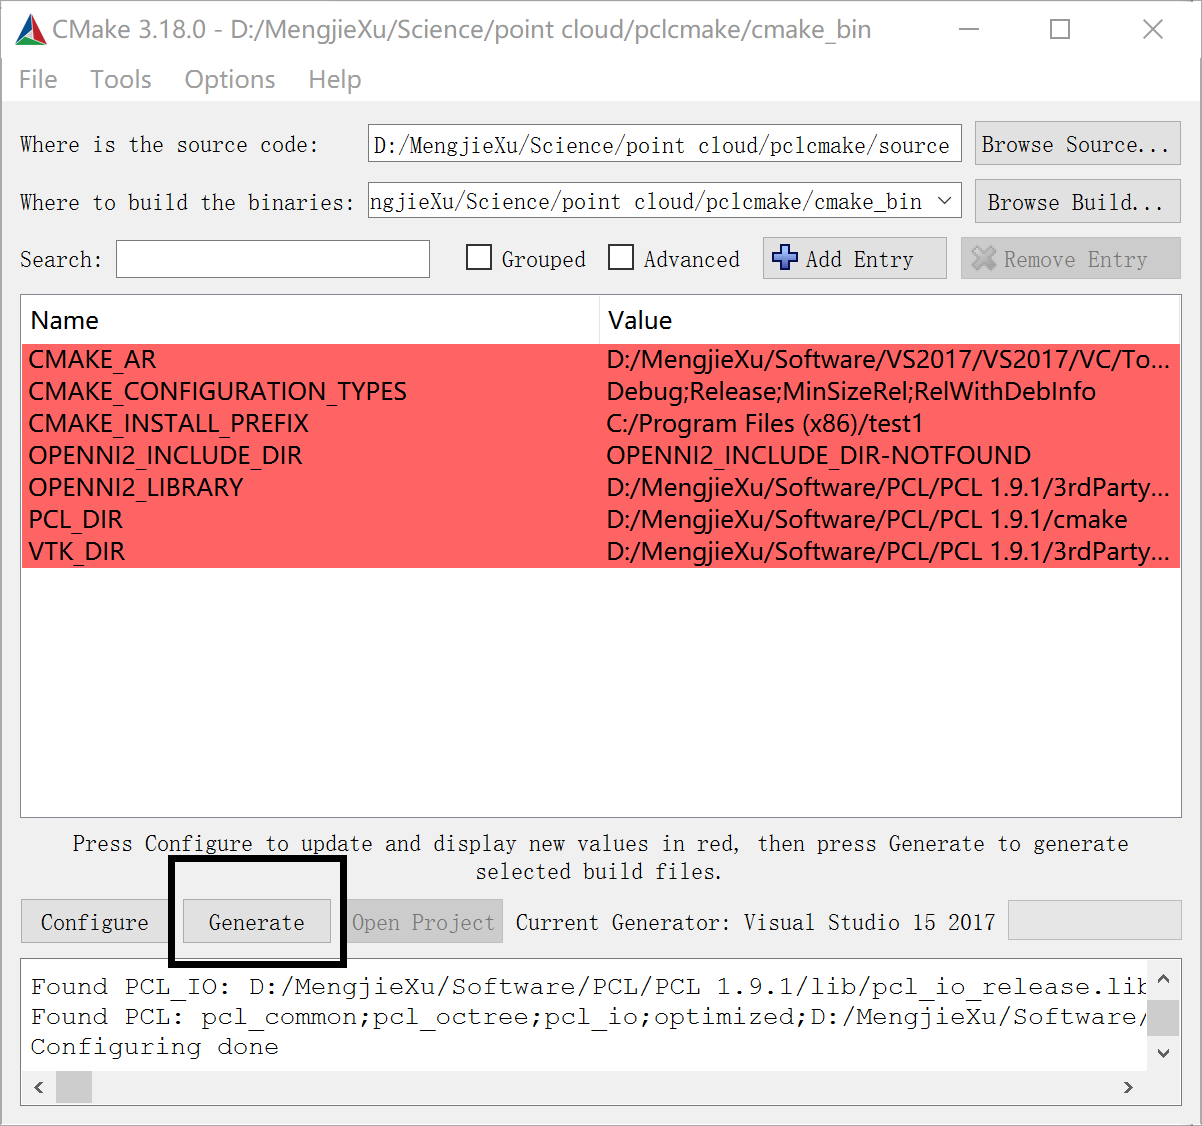 CMake 3.18.0 - D:/MengjieXu/Science/point cloud/pclcmake/cmake_bin
File Tools Options Help
Where is the source code: D:/MengjieXu/Science/point cloud/pclcmake/source Browse Source...
Where to build the binaries: ngjieXu/Science/point cloud/pclcmake/cmake_bin Browse Build...
Search: Grouped Advanced Add Entry Remove Entry
Name Value
CMAKE_AR D:/MengjieXu/Software/VS2017/VS2017/VC/To...
CMAKE_CONFIGURATION_TYPES Debug;Release;MinSizeRel;RelWithDebInfo
CMAKE_INSTALL_PREFIX C:/Program Files (x86)/test1
OPENNI2_INCLUDE_DIR OPENNI2_INCLUDE_DIR-NOTFOUND
OPENNI2_LIBRARY D:/MengjieXu/Software/PCL/PCL 1.9.1/3rdParty...
PCL_DIR D:/MengjieXu/Software/PCL/PCL 1.9.1/cmake
VTK_DIR D:/MengjieXu/Software/PCL/PCL 1.9.1/3rdParty...
Press Configure to update and display new values in red, then press Generate to generate
selected build files.
Configure Generate Open Project Current Generator: Visual Studio 15 2017
Found PCL_IO: D:/MengjieXu/Software/PCL/PCL 1.9.1/lib/pcl_io_release.lib
Found PCL: pcl_common;pcl_octree;pcl_io;optimized;D:/MengjieXu/Software/
Configuring done